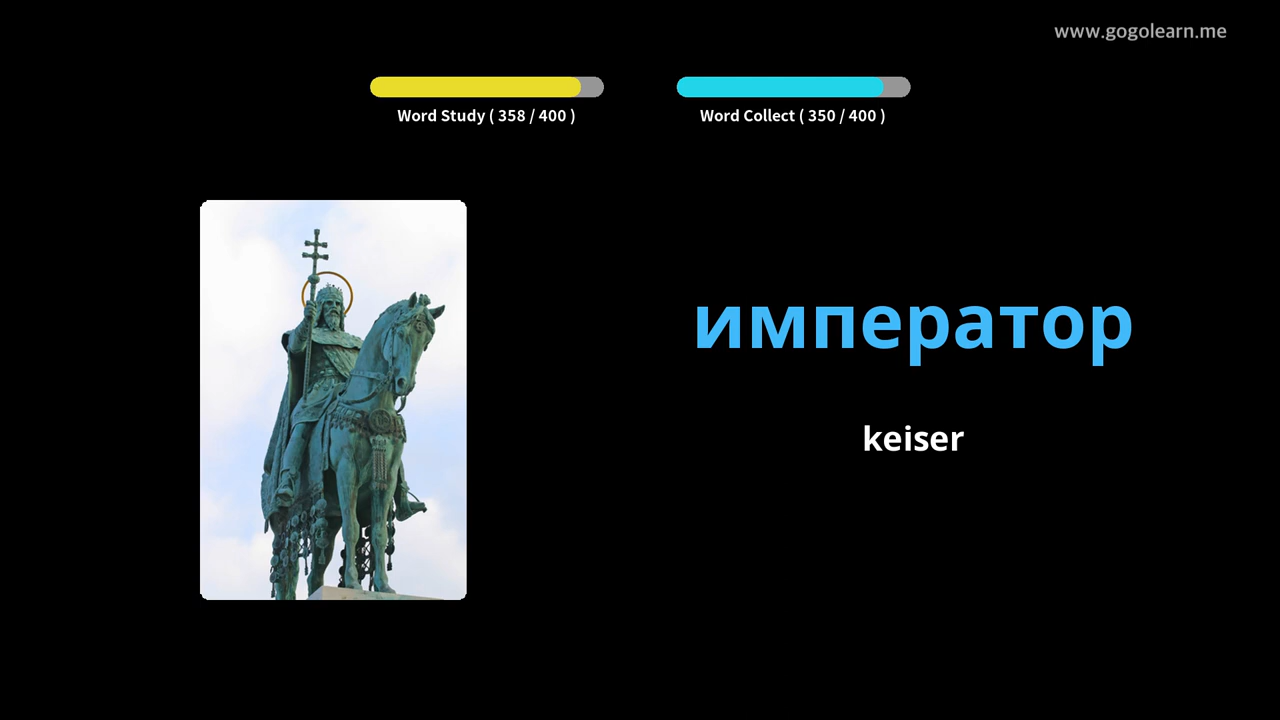 www.gogolearn.me
Word Study ( 358 / 400 )
Word Collect ( 350 / 400 )
император
keiser